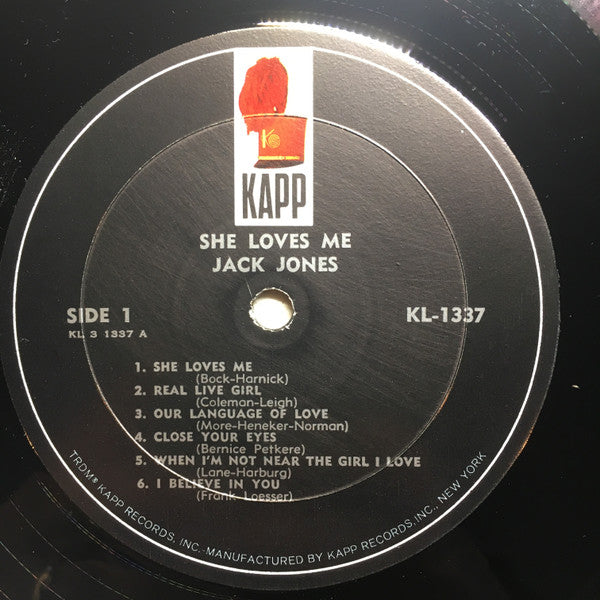 K
KAPP
SHE LOVES ME
JACK JONES
SIDE 1
KL 3 1337 A
KL-1337
1. SHE LOVES ME
(Bock-Harnick)
2. REAL LIVE GIRL
(Coleman-Leigh)
3. OUR LANGUAGE OF LOVE
(More-Heneker-Norman)
4. CLOSE YOUR EYES
(Bernice Petkere)
5. WHEN I'M NOT NEAR THE GIRL I LOVE
(Lane-Harburg)
6. I BELIEVE IN YOU
(Frank Loesser)
TRDM® KAPP RECORDS, INC.-MANUFACTURED BY KAPP RECORDS, INC., NEW YORK